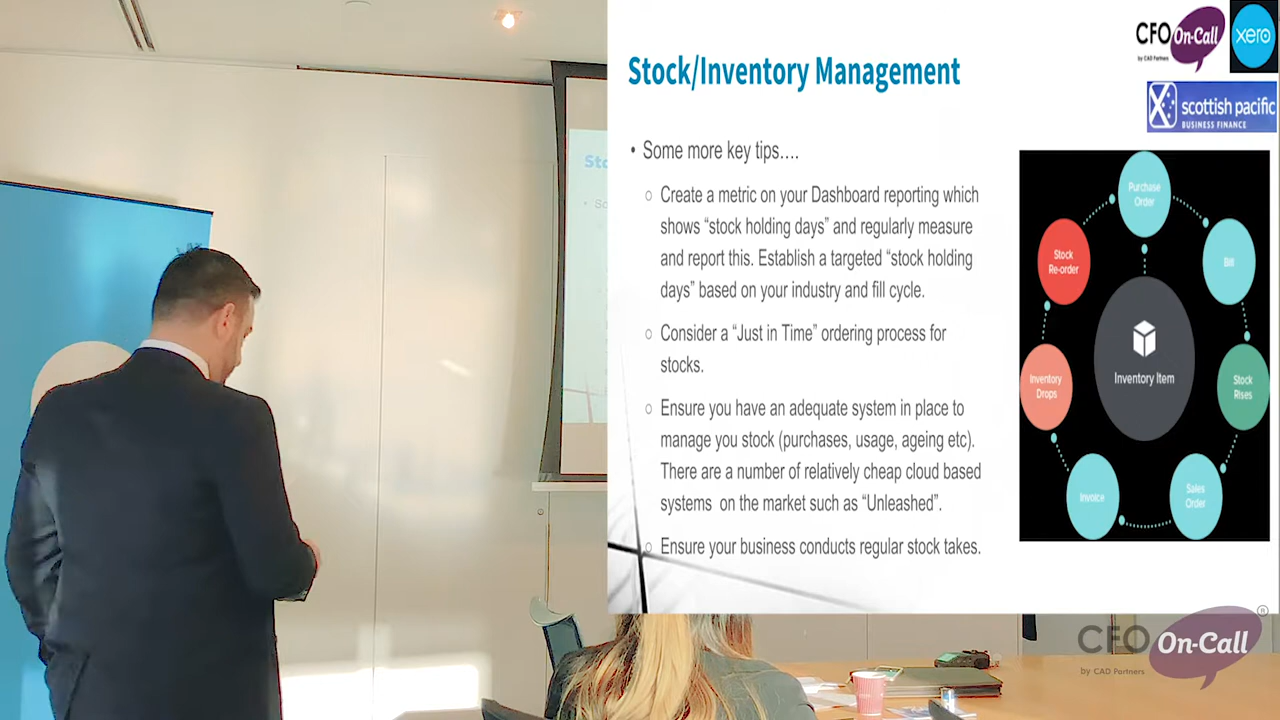 CFO On-Call
by CAD Partners
xero
scottish pacific
BUSINESS FINANCE
Stock/Inventory Management
• Some more key tips….
○ Create a metric on your Dashboard reporting which
shows “stock holding days” and regularly measure
and report this. Establish a targeted “stock holding
days” based on your industry and fill cycle.
○ Consider a “Just in Time” ordering process for
stocks.
○ Ensure you have an adequate system in place to
manage you stock (purchases, usage, ageing etc).
There are a number of relatively cheap cloud based
systems on the market such as “Unleashed”.
○ Ensure your business conducts regular stock takes.
Purchase
Order
Bill
Stock
Rises
Sales
Order
Invoice
Inventory
Drops
Stock
Re-order
Inventory Item
CFO On-Call ®
by CAD Partners